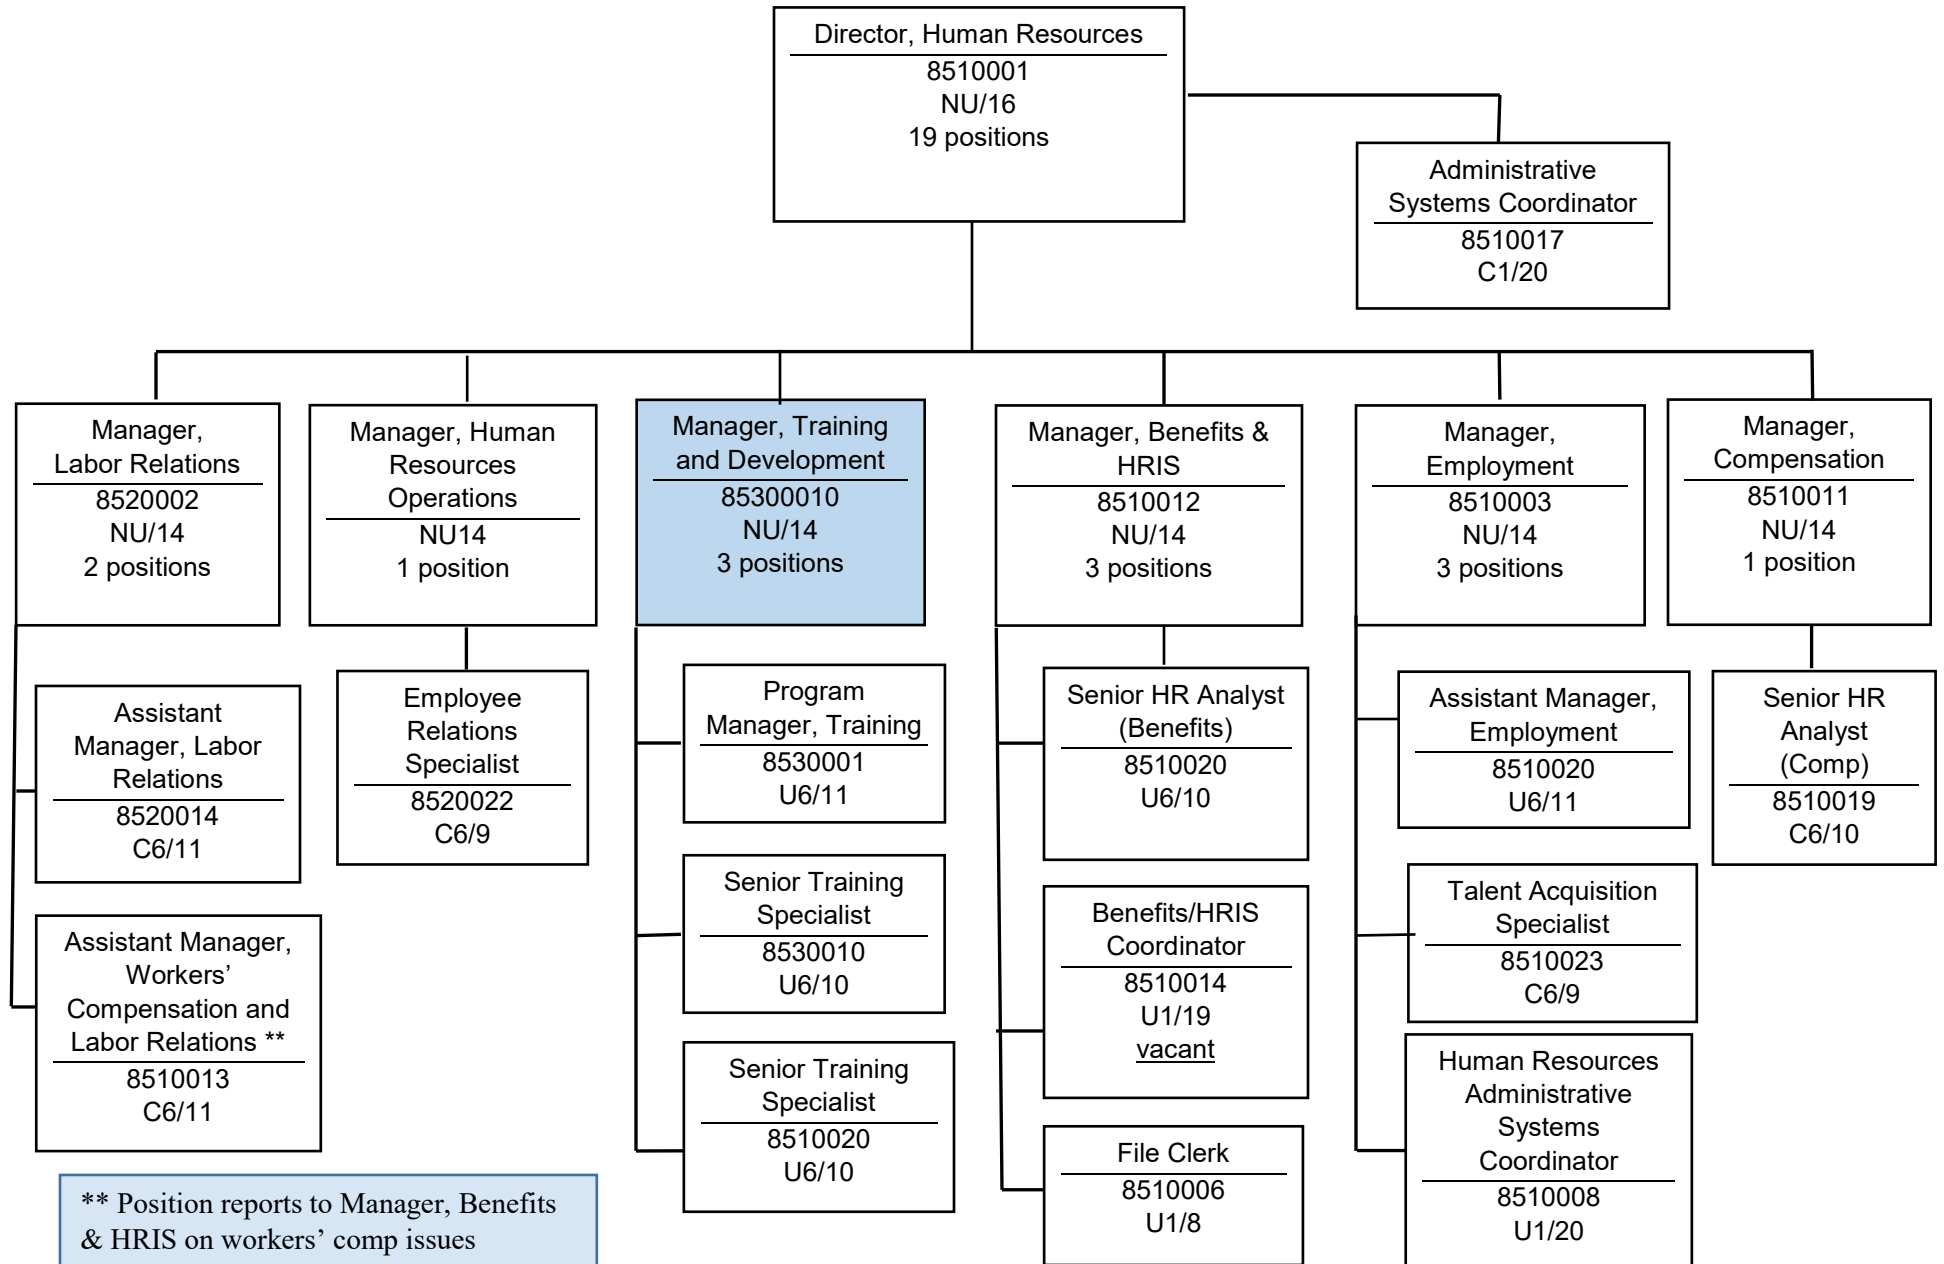 Director, Human Resources
8510001
NU/16
19 positions
Administrative
Systems Coordinator
8510017
C1/20
Manager,
Labor Relations
8520002
NU/14
2 positions
Manager, Human
Resources
Operations
NU14
1 position
Manager, Training
and Development
85300010
NU/14
3 positions
Manager, Benefits &
HRIS
8510012
NU/14
3 positions
Manager,
Employment
8510003
NU/14
3 positions
Manager,
Compensation
8510011
NU/14
1 position
Assistant
Manager, Labor
Relations
8520014
C6/11
Assistant Manager,
Workers’
Compensation and
Labor Relations **
8510013
C6/11
Employee
Relations
Specialist
8520022
C6/9
Program
Manager, Training
8530001
U6/11
Senior Training
Specialist
8530010
U6/10
Senior Training
Specialist
8510020
U6/10
Senior HR Analyst
(Benefits)
8510020
U6/10
Benefits/HRIS
Coordinator
8510014
U1/19
vacant
File Clerk
8510006
U1/8
Assistant Manager,
Employment
8510020
U6/11
Talent Acquisition
Specialist
8510023
C6/9
Human Resources
Administrative
Systems
Coordinator
8510008
U1/20
Senior HR
Analyst
(Comp)
8510019
C6/10
** Position reports to Manager, Benefits
& HRIS on workers’ comp issues